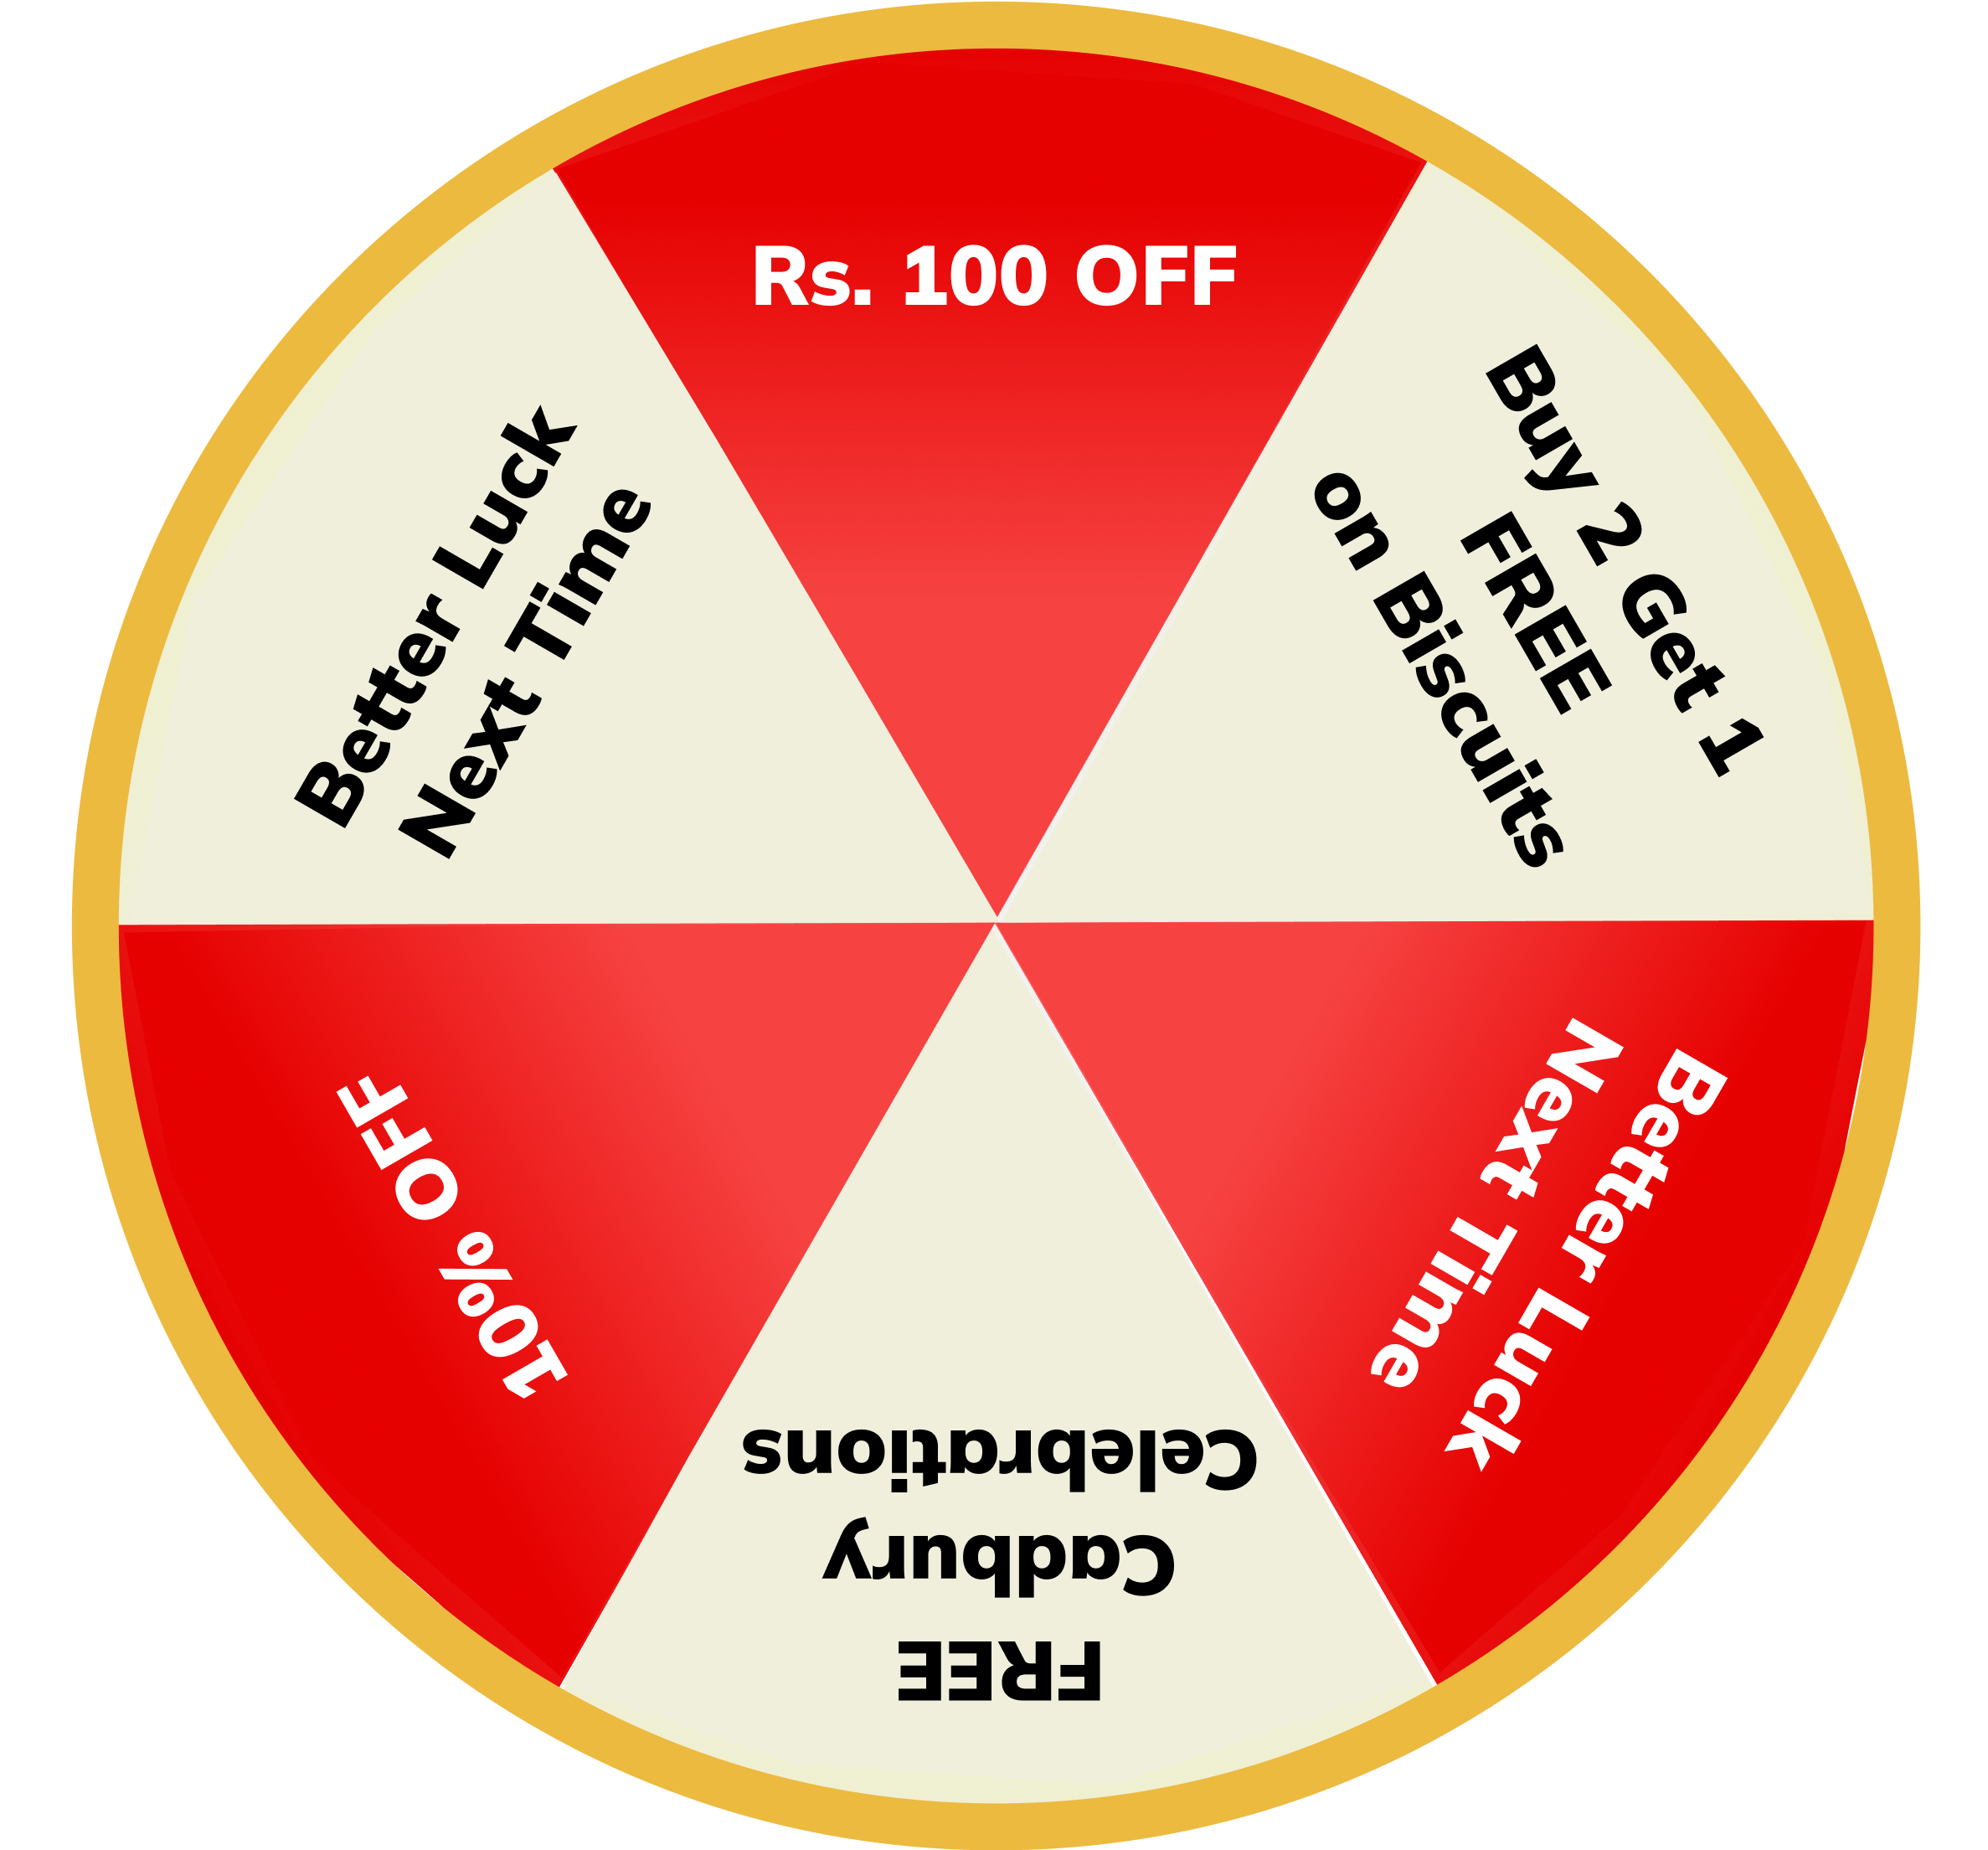 Rs. 100 OFF
Buy 2 Get 1
FREE
on Biscuits
Better Luck
Next Time
FREE
Cadbury
Celebrations
10% OFF
Better Luck
Next Time